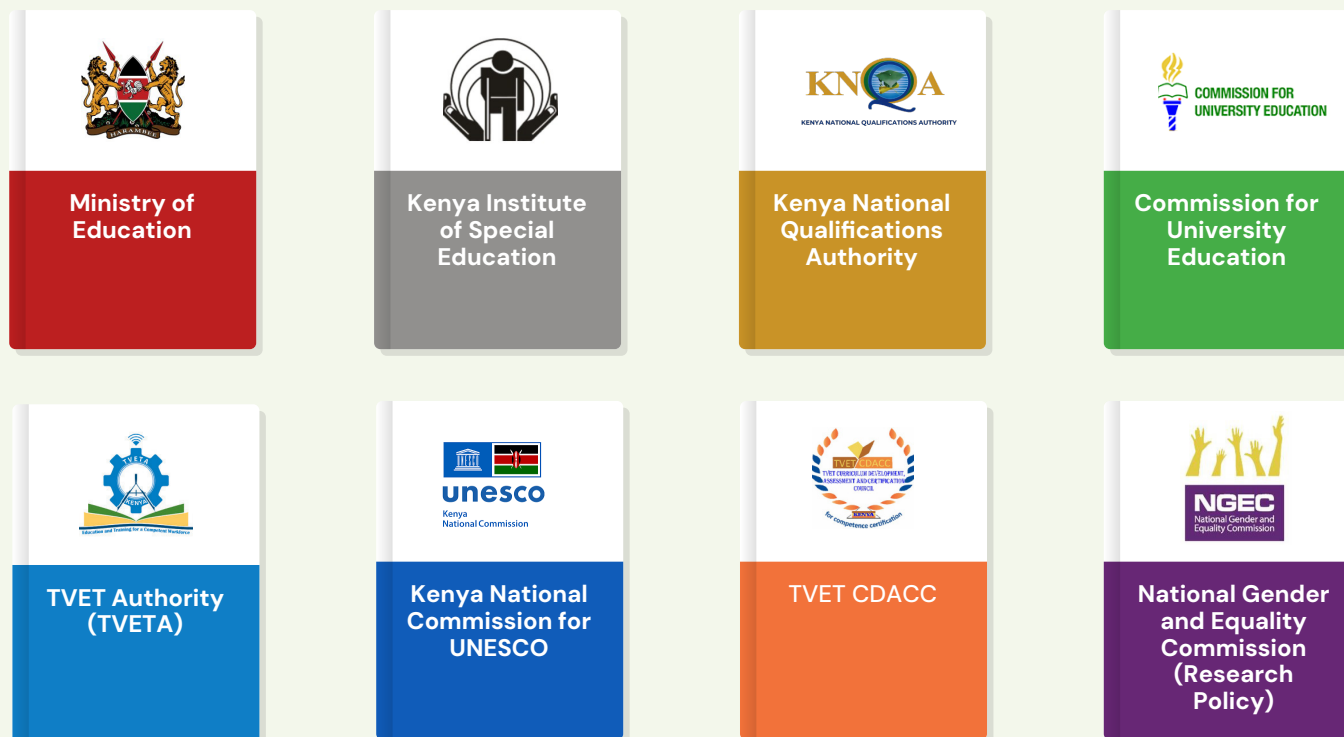 HARAMBEE
Ministry of
Education
Kenya Institute
of Special
Education
KNQA
KENYA NATIONAL QUALIFICATIONS AUTHORITY
Kenya National
Qualifications
Authority
COMMISSION FOR
UNIVERSITY EDUCATION
Commission for
University
Education
TVETA
KENYA
Education and Training for a Competent Workforce
TVET Authority
(TVETA)
unesco
Kenya
National Commission
Kenya National
Commission for
UNESCO
TVET CDACC
TVET CURRICULUM DEVELOPMENT,
ASSESSMENT AND CERTIFICATION
COUNCIL
KENYA
for competence certification
TVET CDACC
NGEC
National Gender and
Equality Commission
National Gender
and Equality
Commission
(Research
Policy)